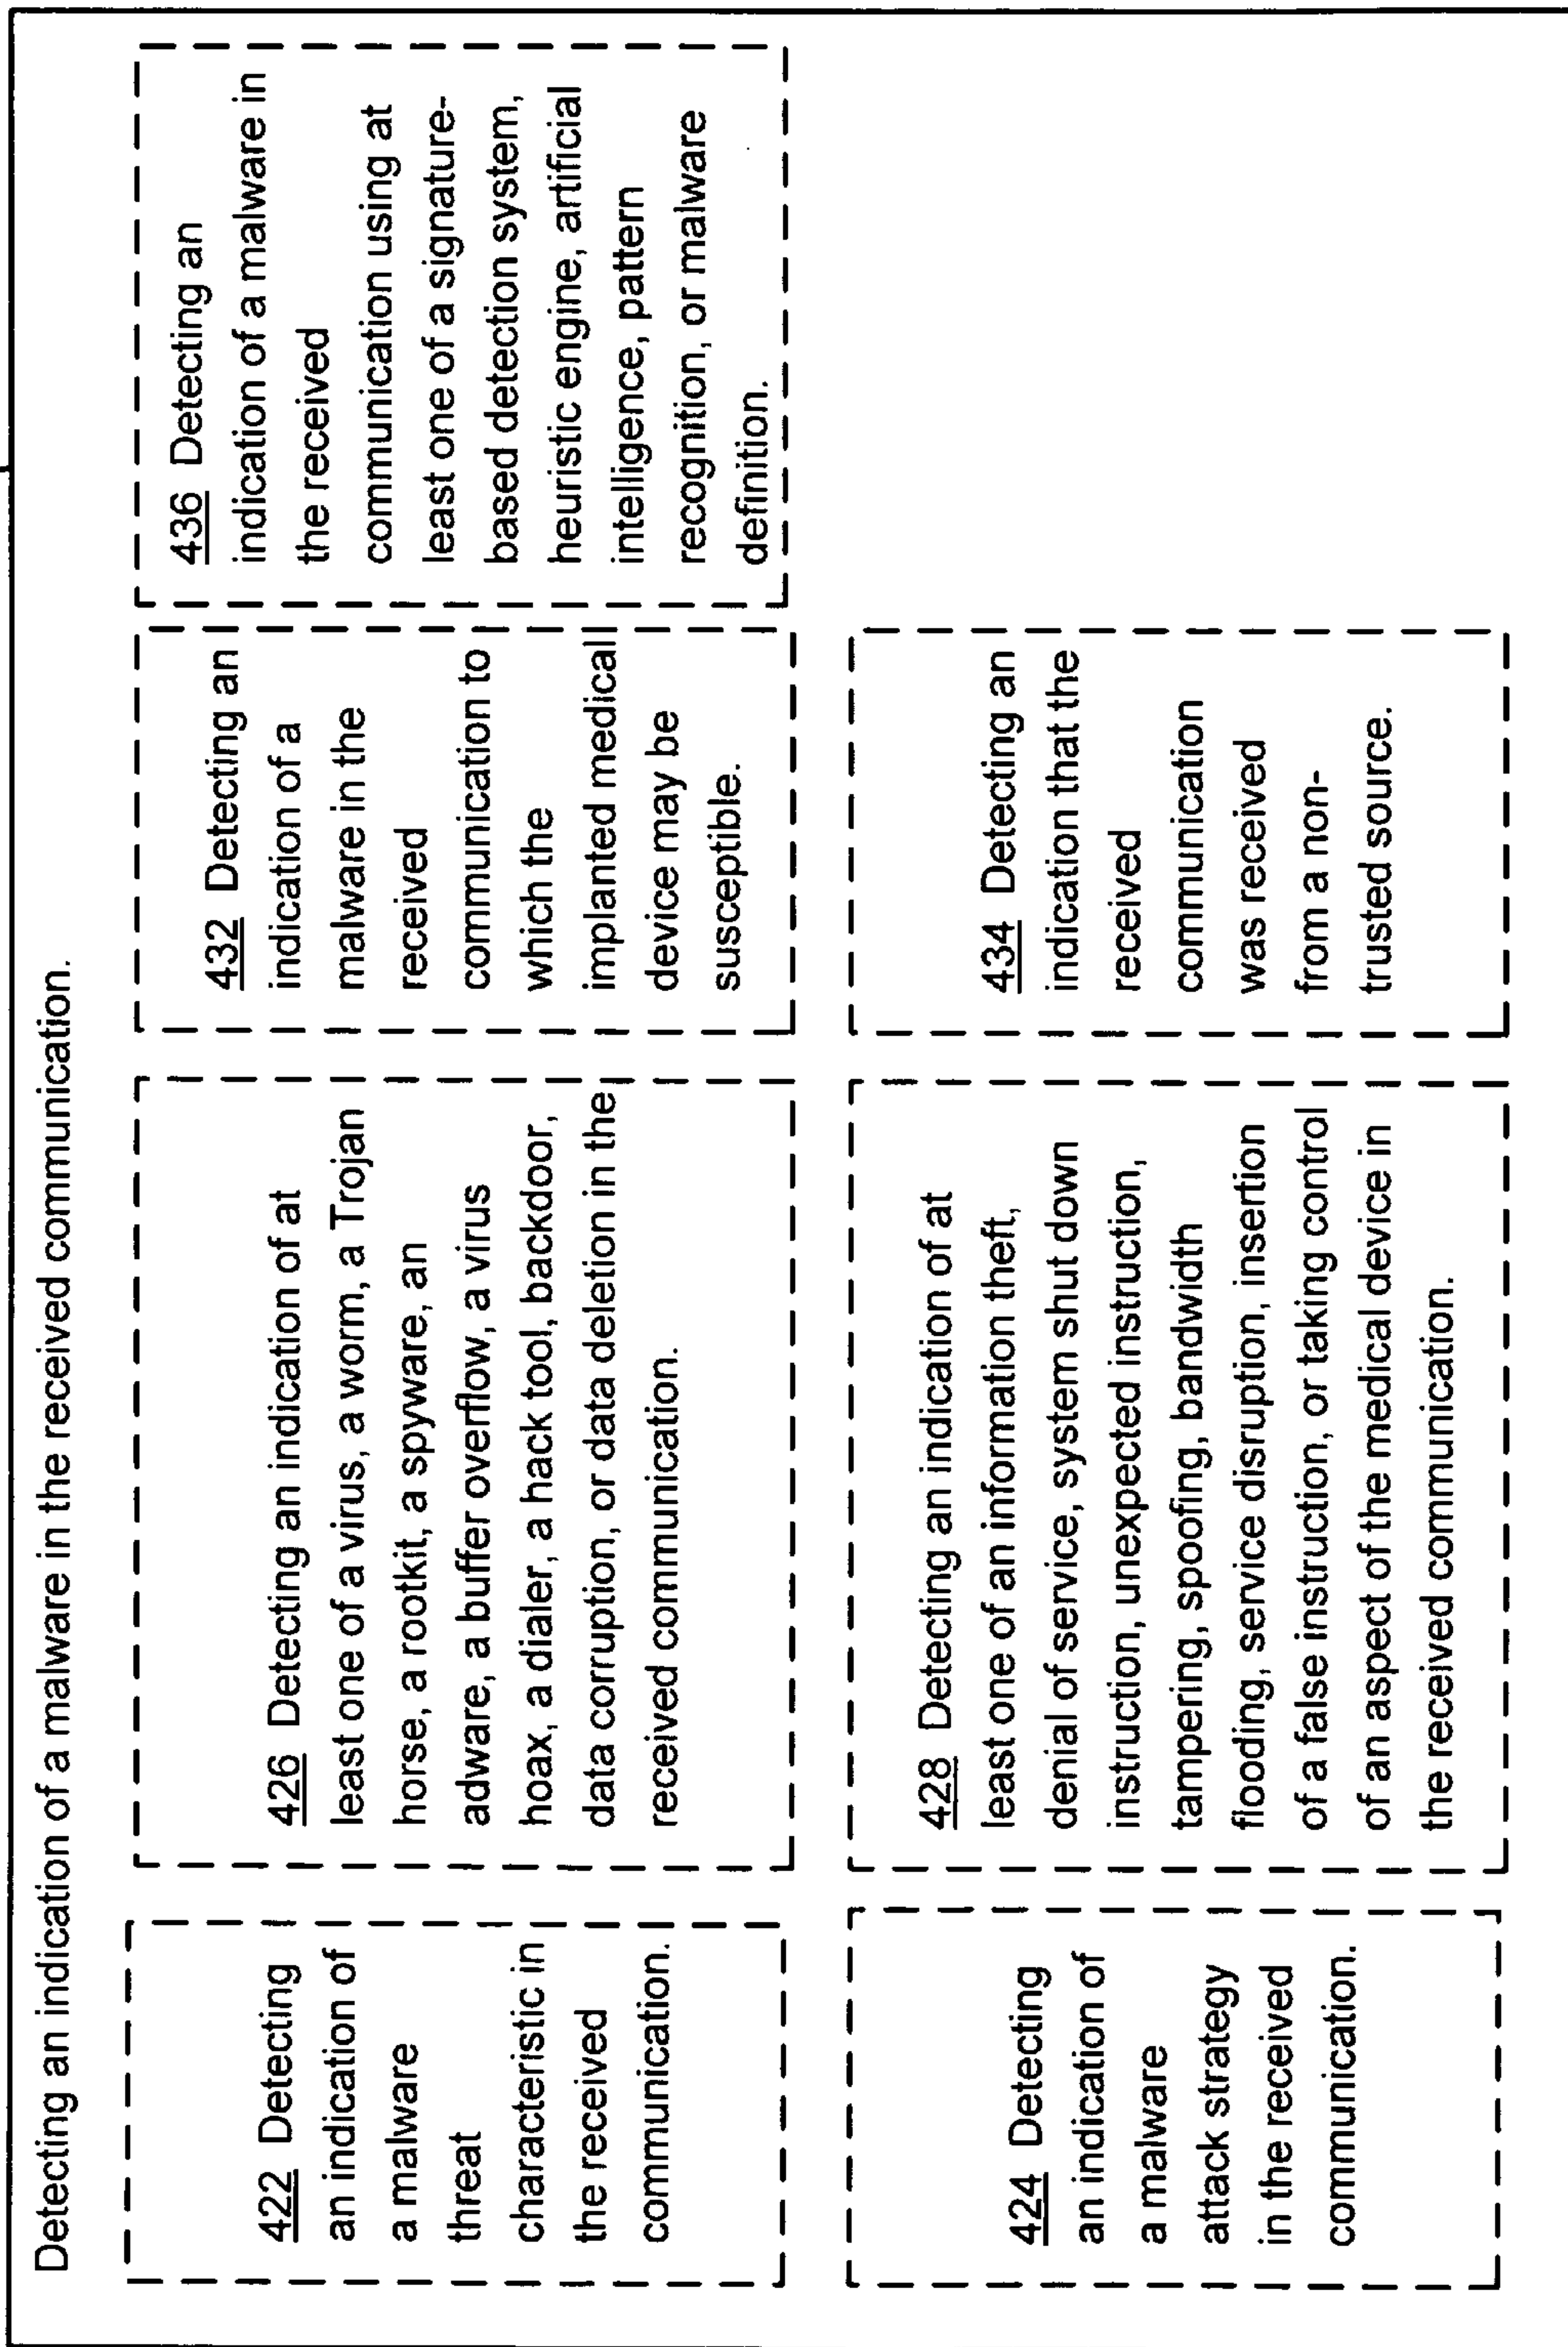 Detecting an indication of a malware in the received communication.
422 Detecting
an indication of
a malware
threat
characteristic in
the received
communication.
426 Detecting an indication of at
least one of a virus, a worm, a Trojan
horse, a rootkit, a spyware, an
adware, a buffer overflow, a virus
hoax, a dialer, a hack tool, backdoor,
data corruption, or data deletion in the
received communication.
432 Detecting an
indication of a
malware in the
received
communication to
which the
implanted medical
device may be
susceptible.
436 Detecting an
indication of a malware in
the received
communication using at
least one of a signature-
based detection system,
heuristic engine, artificial
intelligence, pattern
recognition, or malware
definition.
424 Detecting
an indication of
a malware
attack strategy
in the received
communication.
428 Detecting an indication of at
least one of an information theft,
denial of service, system shut down
instruction, unexpected instruction,
tampering, spoofing, bandwidth
flooding, service disruption, insertion
of a false instruction, or taking control
of an aspect of the medical device in
the received communication.
434 Detecting an
indication that the
received
communication
was received
from a non-
trusted source.